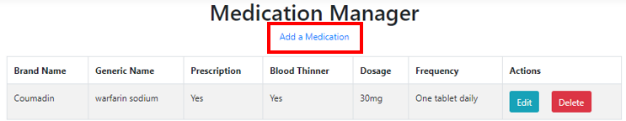 Medication Manager
Add a Medication
Brand Name Generic Name Prescription Blood Thinner Dosage Frequency Actions
Coumadin warfarin sodium Yes Yes 30mg One tablet daily Edit Delete